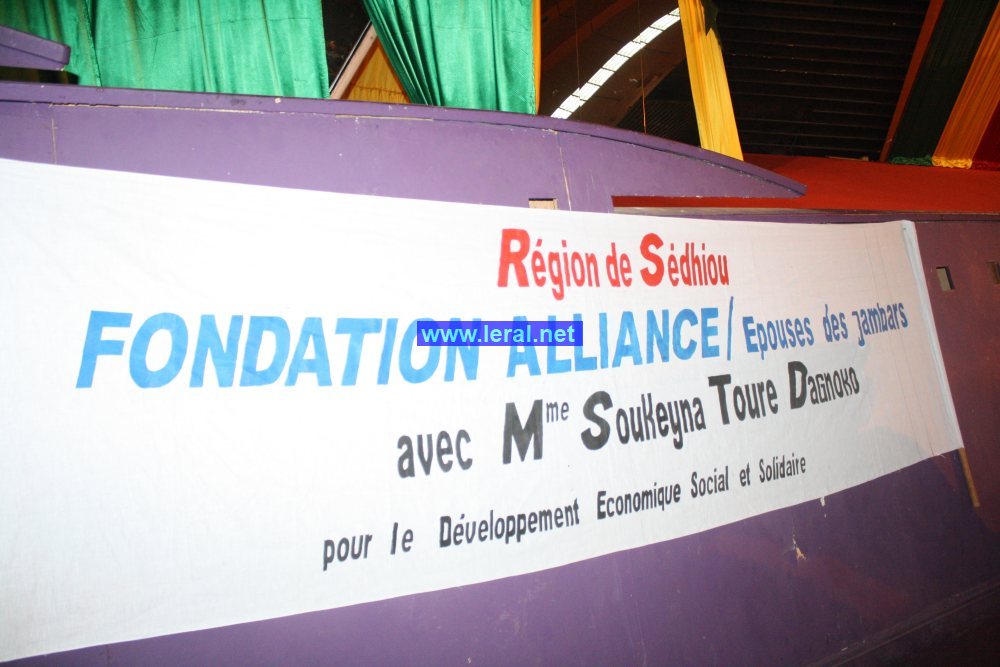 Région de Sédhiou
FONDATION ALLIANCE/ Epouses des jambars
www.leral.net
avec Mme Soukeyna Toure Dagnoko
pour le Développement Economique Social et Solidaire